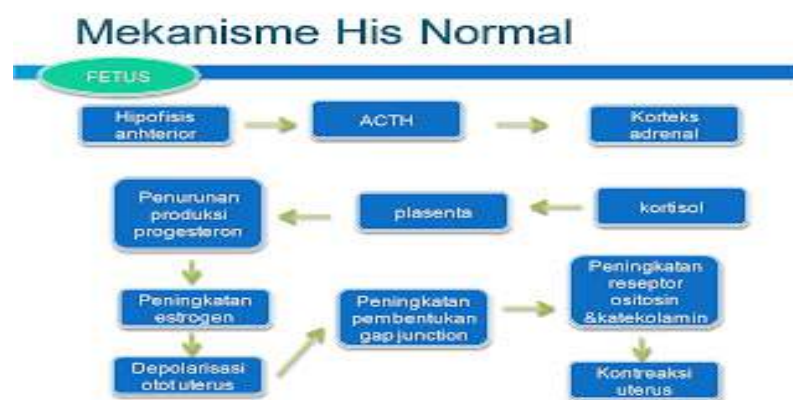 Mekanisme His Normal
FETUS
Hipofisis
anhterior
ACTH
Korteks
adrenal
kortisol
plasenta
Penurunan
produksi
progesteron
Peningkatan
estrogen
Depolarisasi
otot uterus
Peningkatan
pembentukan
gap junction
Peningkatan
reseptor
ositosin
&katekolamin
Kontreaksi
uterus